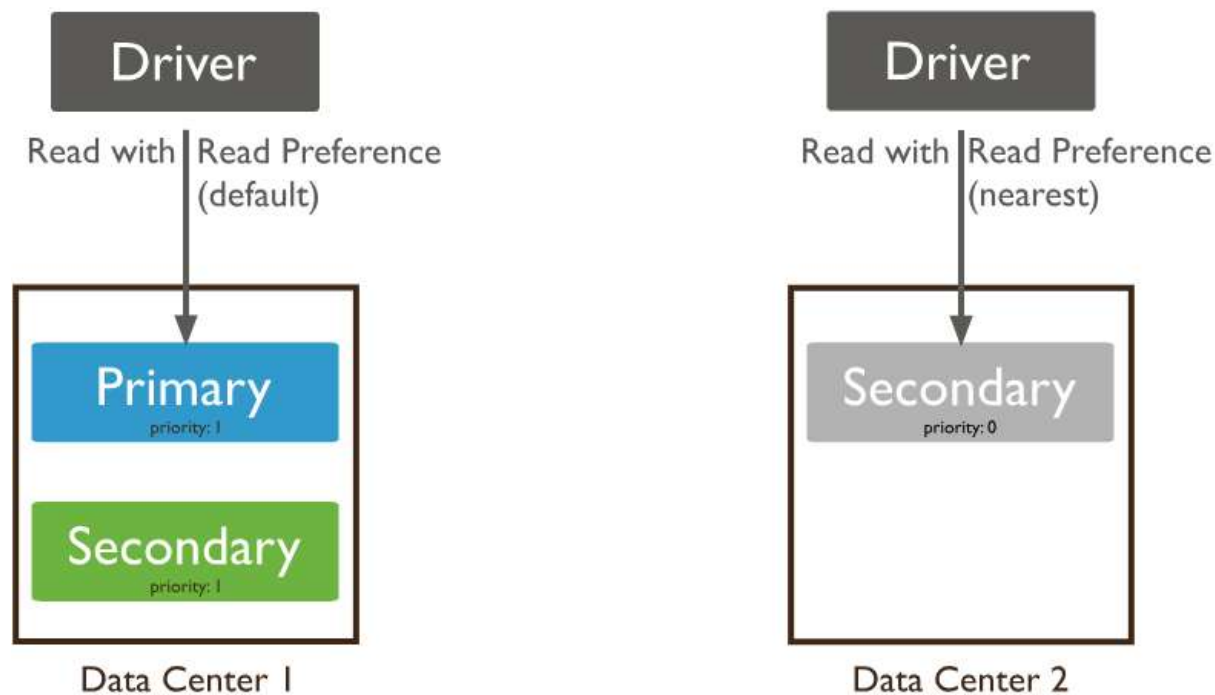 Driver
Read with Read Preference
(default)
Primary
priority: 1
Secondary
priority: 1
Data Center 1
Driver
Read with Read Preference
(nearest)
Secondary
priority: 0
Data Center 2